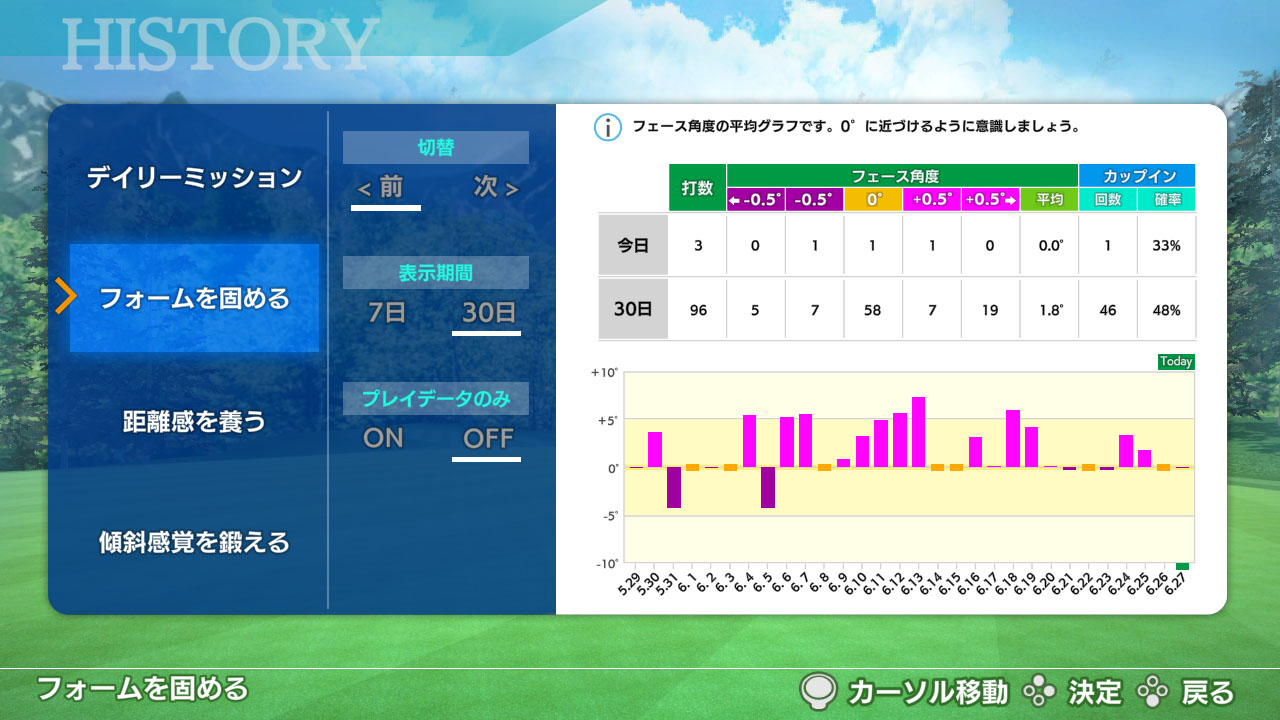 HISTORY
デイリーミッション
フォームを固める
距離感を養う
傾斜感覚を鍛える
切替
< 前 次 >
表示期間
7日 30日
プレイデータのみ
ON OFF
フェース角度の平均グラフです。0°に近づけるように意識しましょう。
打数 フェース角度 カップイン
←-0.5° -0.5° 0° +0.5° +0.5°→ 平均 回数 確率
今日 3 0 1 1 1 0 0.0° 1 33%
30日 96 5 7 58 7 19 1.8° 46 48%
Today
+10°
+5°
0°
-5°
-10°
5.29 5.30 5.31 6.1 6.2 6.3 6.4 6.5 6.6 6.7 6.8 6.9 6.10 6.11 6.12 6.13 6.14 6.15 6.16 6.17 6.18 6.19 6.20 6.21 6.22 6.23 6.24 6.25 6.26 6.27
フォームを固める
カーソル移動 決定 戻る